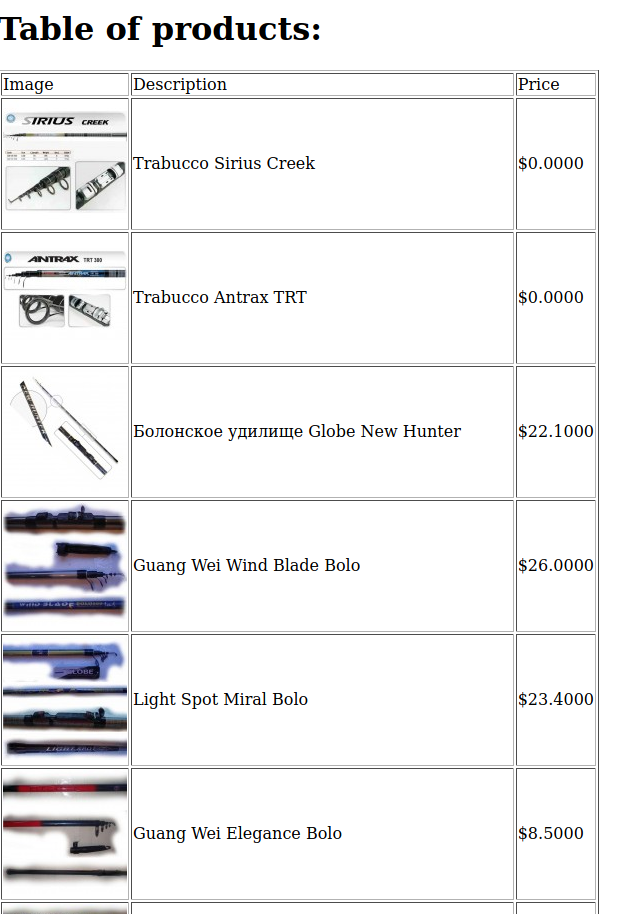 Table of products:
Image Description Price
SIRIUS CREEK
Trabucco Sirius Creek $0.0000
ANTRAX TRT 300
Trabucco Antrax TRT $0.0000
Болонское удилище Globe New Hunter $22.1000
WIND BLADE
Guang Wei Wind Blade Bolo $26.0000
GLOBE
Light Spot Miral Bolo $23.4000
LIGHT SPOT
Guang Wei Elegance Bolo $8.5000